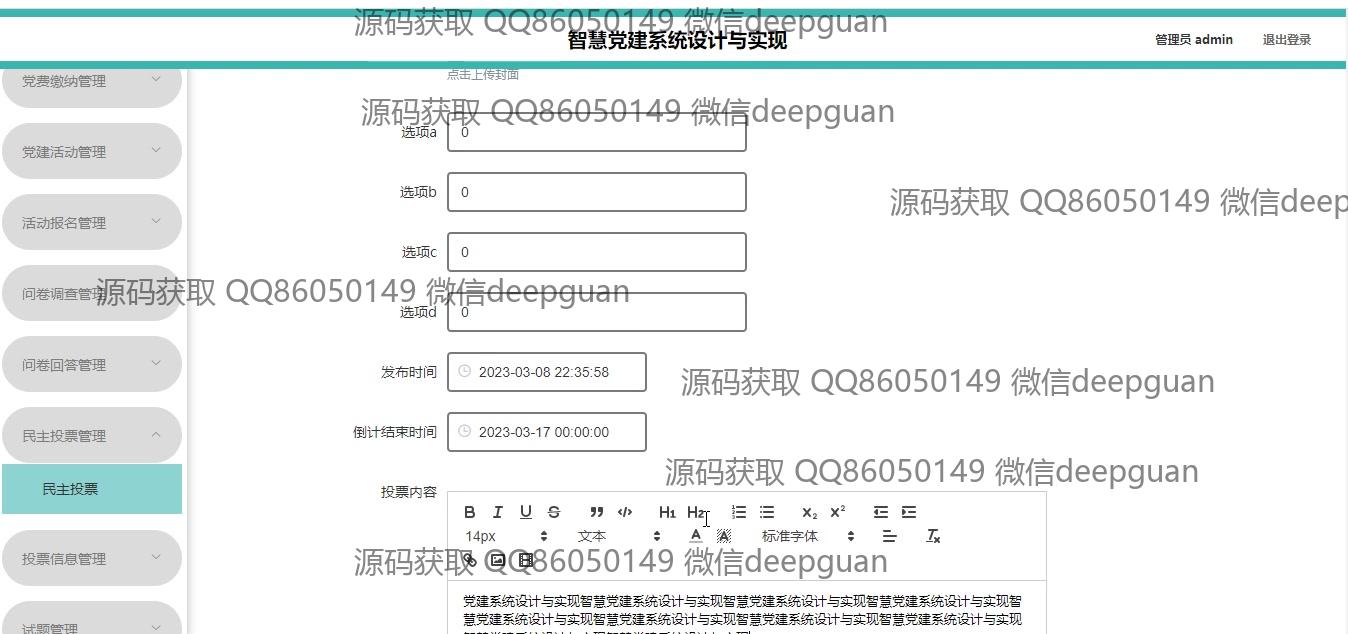 源码获取 QQ86050149 微信deepguan
智慧党建系统设计与实现
管理员 admin
退出登录
党费缴纳管理
点击上传封面
源码获取 QQ86050149 微信deepguan
选项a 0
党建活动管理
选项b 0
源码获取 QQ86050149 微信deep
活动报名管理
选项c 0
问卷调查管理
源码获取 QQ86050149 微信deepguan
选项d 0
问卷回答管理
发布时间 2023-03-08 22:35:58
源码获取 QQ86050149 微信deepguan
民主投票管理
倒计结束时间 2023-03-17 00:00:00
源码获取 QQ86050149 微信deepguan
民主投票
投票内容
B I U S H1 H2 X2 X2
14px 文本 A A 标准字体 Tx
投票信息管理
源码获取 QQ86050149 微信deepguan
党建系统设计与实现智慧党建系统设计与实现智慧党建系统设计与实现智慧党建系统设计与实现智
慧党建系统设计与实现智慧党建系统设计与实现智慧党建系统设计与实现智慧党建系统设计与实现
试题管理